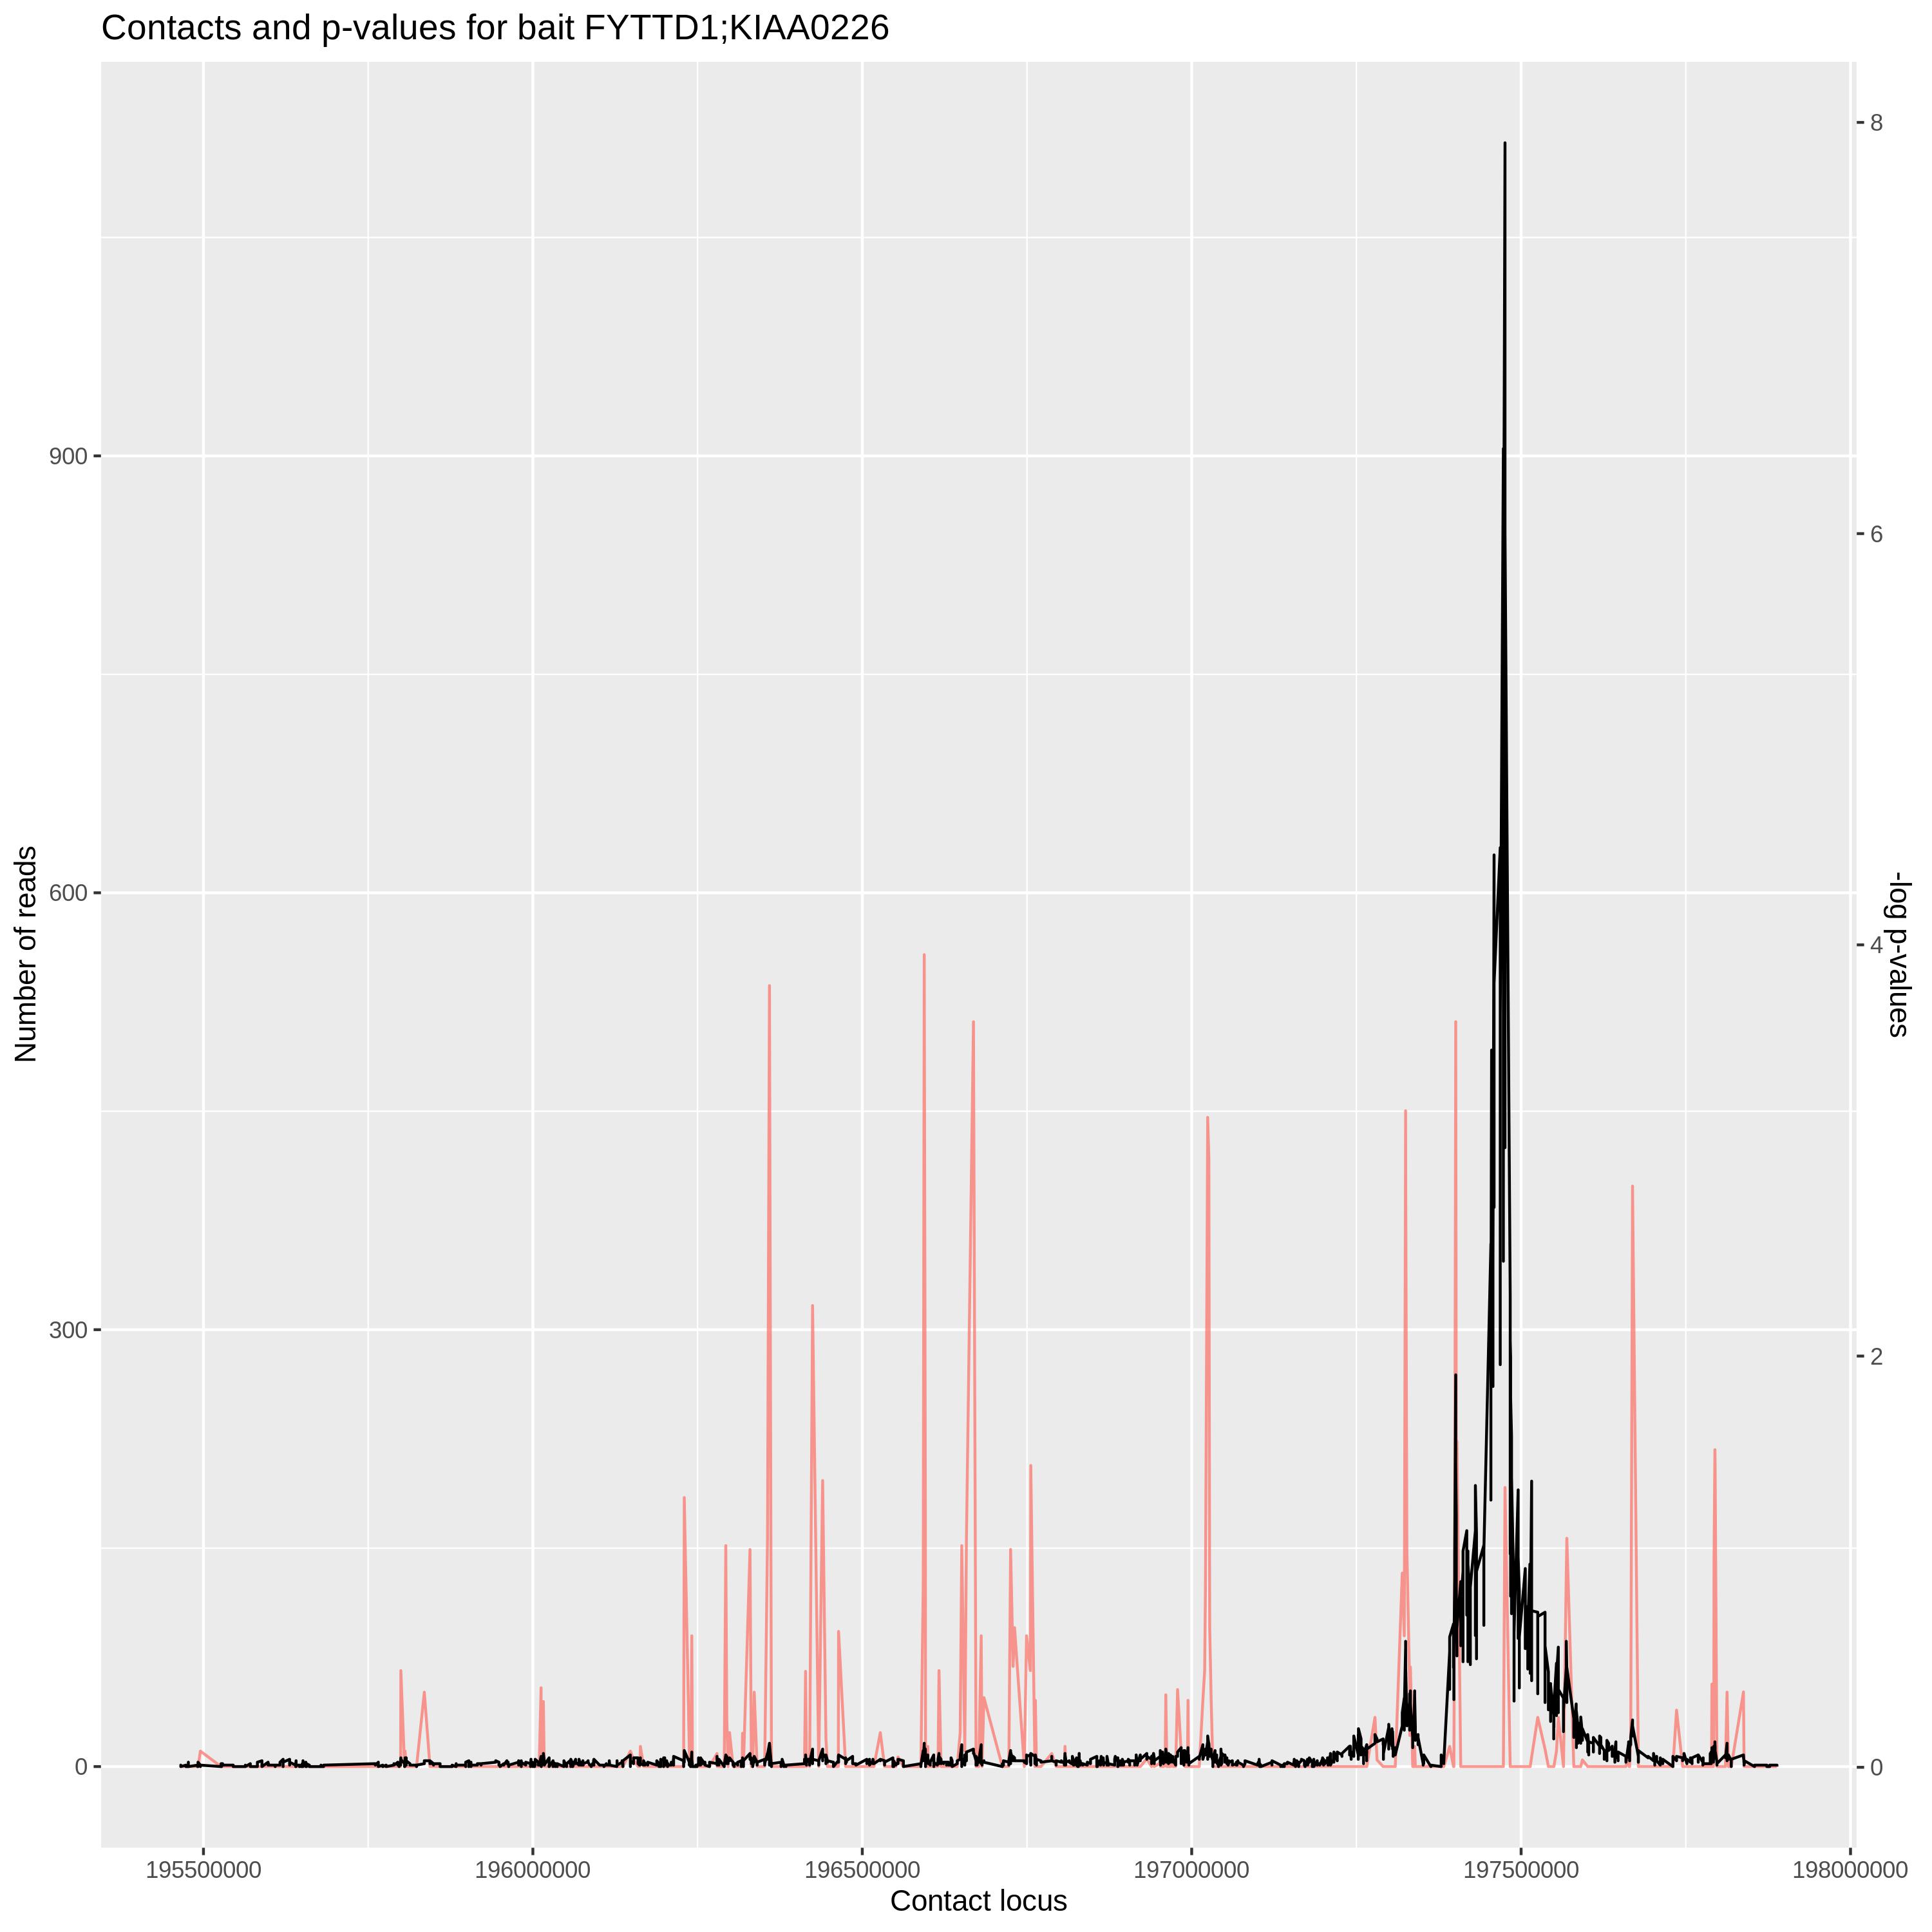 Contacts and p-values for bait FYTTD1;KIAA0226
8
900
6
600
4
300
2
0
0
Number of reads
-log p-values
195500000 196000000 196500000 197000000 197500000 198000000
Contact locus